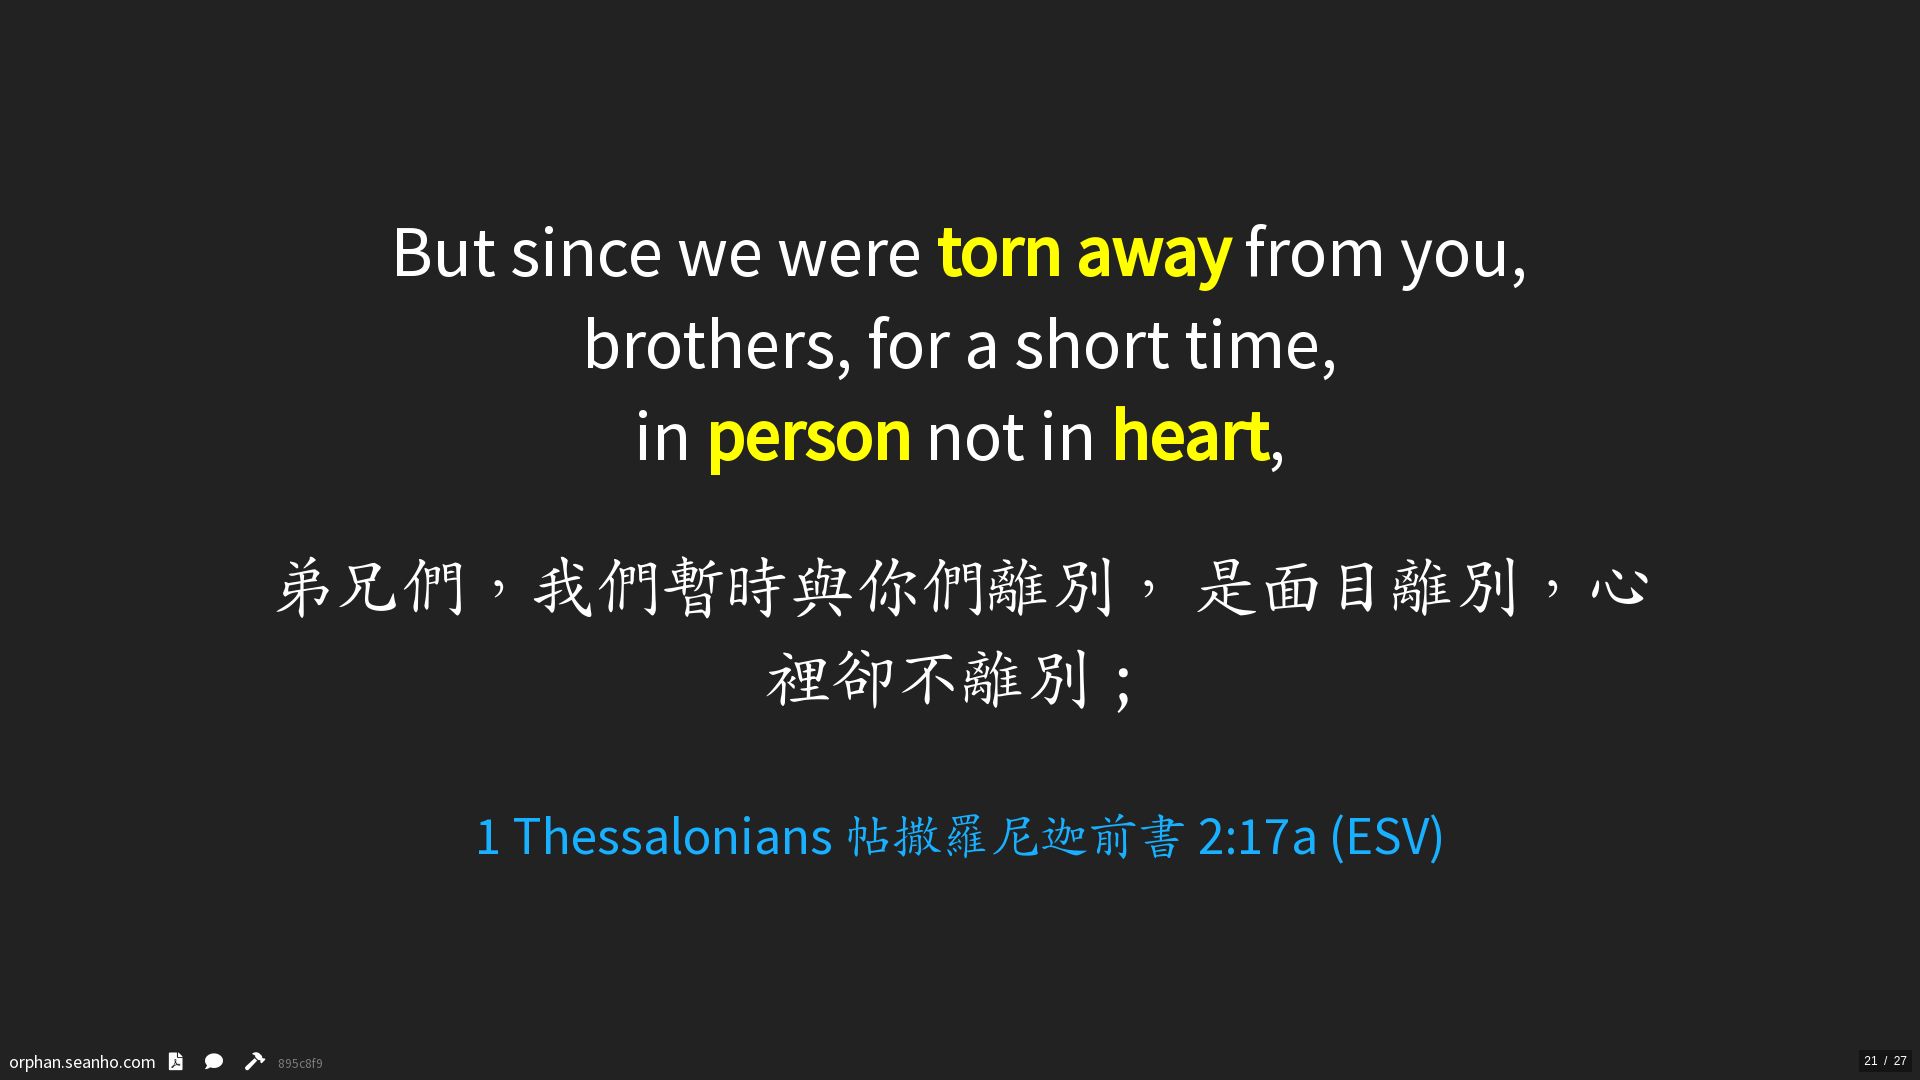 But since we were torn away from you,
brothers, for a short time,
in person not in heart,
弟兄們，我們暫時與你們離別， 是面目離別，心
裡卻不離別；
1 Thessalonians 帖撒羅尼迦前書 2:17a (ESV)
orphan.seanho.com 895c8f9
21 / 27